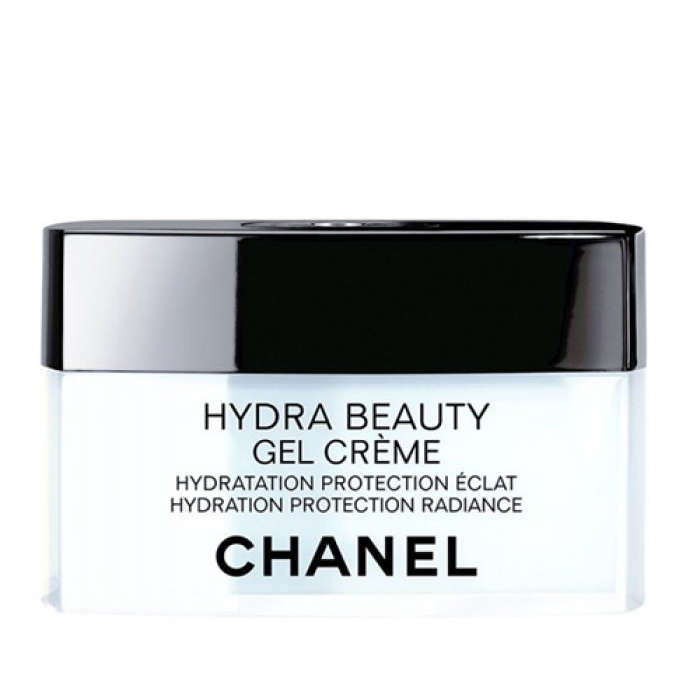 HYDRA BEAUTY
GEL CRÈME
HYDRATATION PROTECTION ÉCLAT
HYDRATION PROTECTION RADIANCE
CHANEL